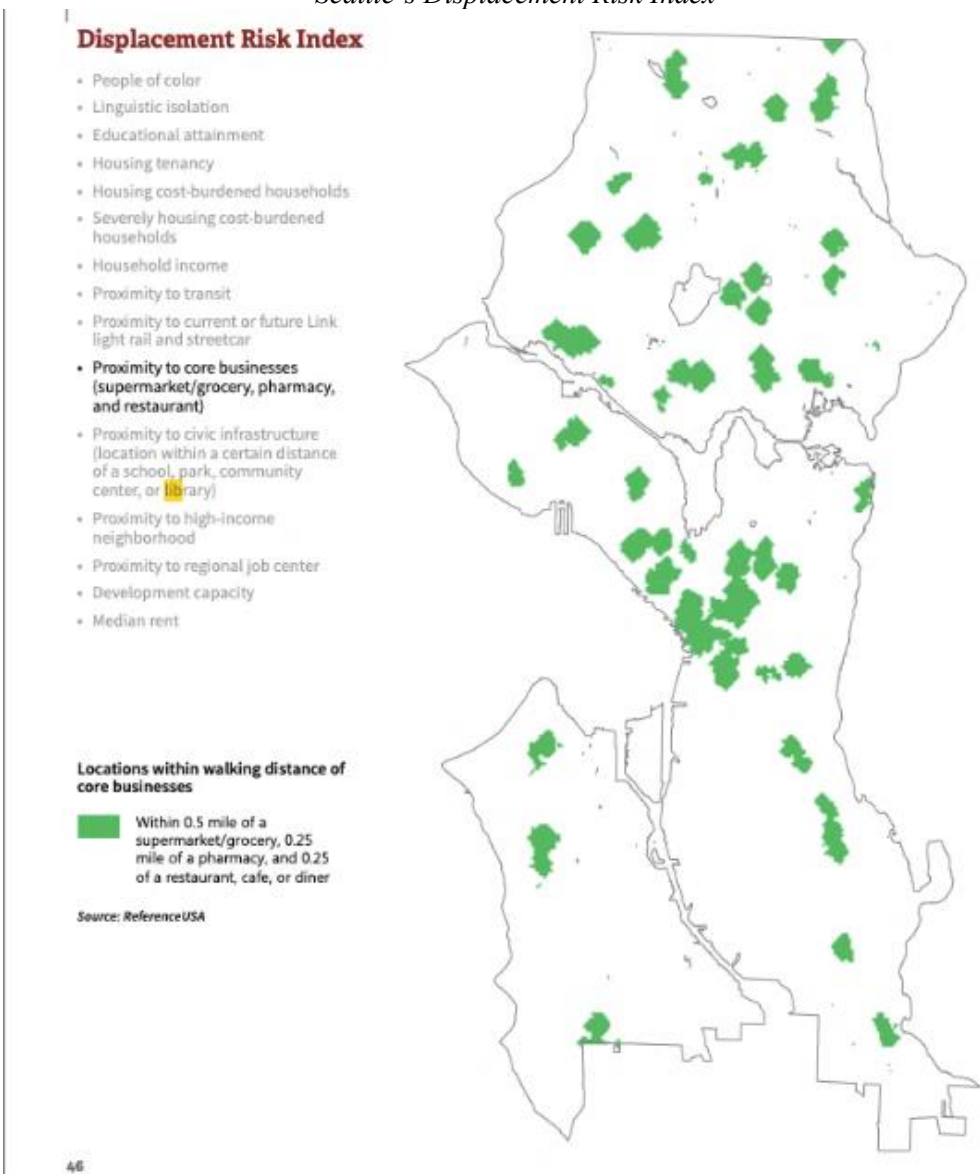 Seattle's Displacement Risk Index
Displacement Risk Index
• People of color
• Linguistic isolation
• Educational attainment
• Housing tenancy
• Housing cost-burdened households
• Severely housing cost-burdened
households
• Household income
• Proximity to transit
• Proximity to current or future Link
light rail and streetcar
• Proximity to core businesses
(supermarket/grocery, pharmacy,
and restaurant)
• Proximity to civic infrastructure
(location within a certain distance
of a school, park, community
center, or library)
• Proximity to high-income
neighborhood
• Proximity to regional job center
• Development capacity
• Median rent
Locations within walking distance of
core businesses
Within 0.5 mile of a
supermarket/grocery, 0.25
mile of a pharmacy, and 0.25
of a restaurant, cafe, or diner
Source: ReferenceUSA
46